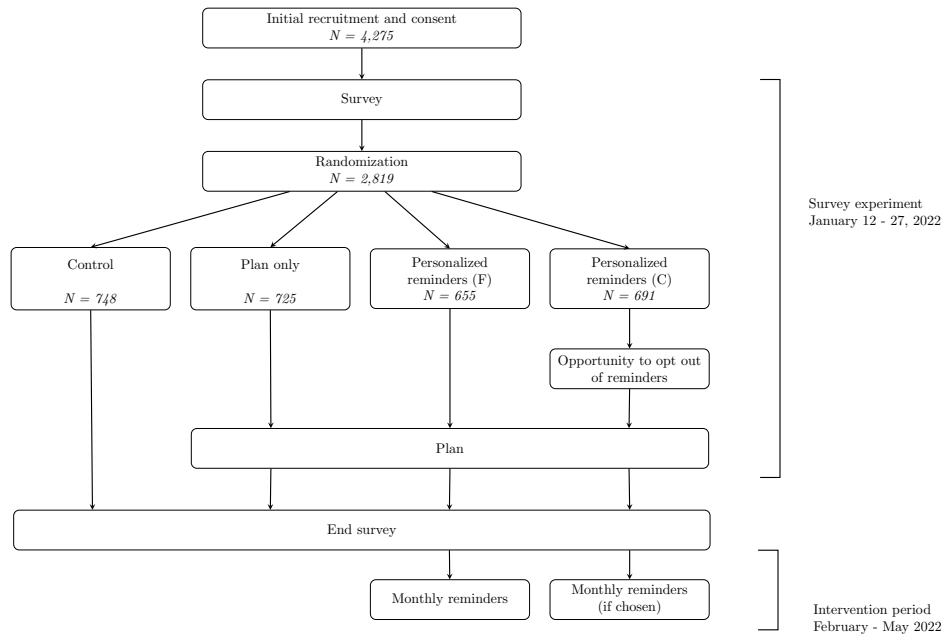 Initial recruitment and consent
N = 4,275
Survey
Randomization
N = 2,819
Survey experiment
January 12 - 27, 2022
Control
N = 748
Plan only
N = 725
Personalized
reminders (F)
N = 655
Personalized
reminders (C)
N = 691
Opportunity to opt out
of reminders
Plan
End survey
Monthly reminders
Monthly reminders
(if chosen)
Intervention period
February - May 2022